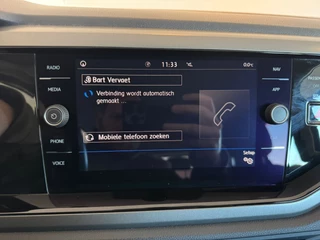 RADIO
MEDIA
PHONE
VOICE
11:33
0.0°C
NAV
APP
Bart Vervoet
Verbinding wordt automatisch
gemaakt ...
Mobiele telefoon zoeken
Setup